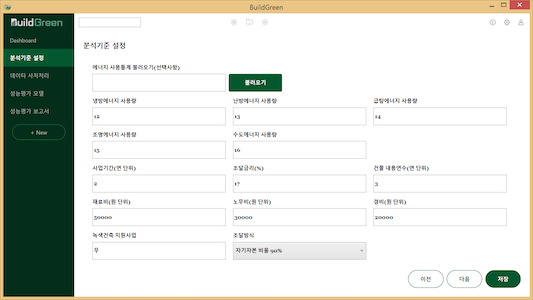 BuildGreen
BuildGreen
Dashboard
분석기준 설정
데이터 사저처리
성능평가 모델
성능평가 보고서
+ New
분석기준 설정
에너지 사용통계 불러오기(선택사항)
불러오기
냉방에너지 사용량 난방에너지 사용량 급탕에너지 사용량
12 13 14
조명에너지 사용량 수도에너지 사용량
15 16
사업기간(연 단위) 조달금리(%) 건물 내용연수(연 단위)
2 17 3
재료비(원 단위) 노무비(원 단위) 경비(원 단위)
50000 30000 20000
녹색건축 지원사업 조달방식
무 자기자본 비율 90%
이전 다음 저장